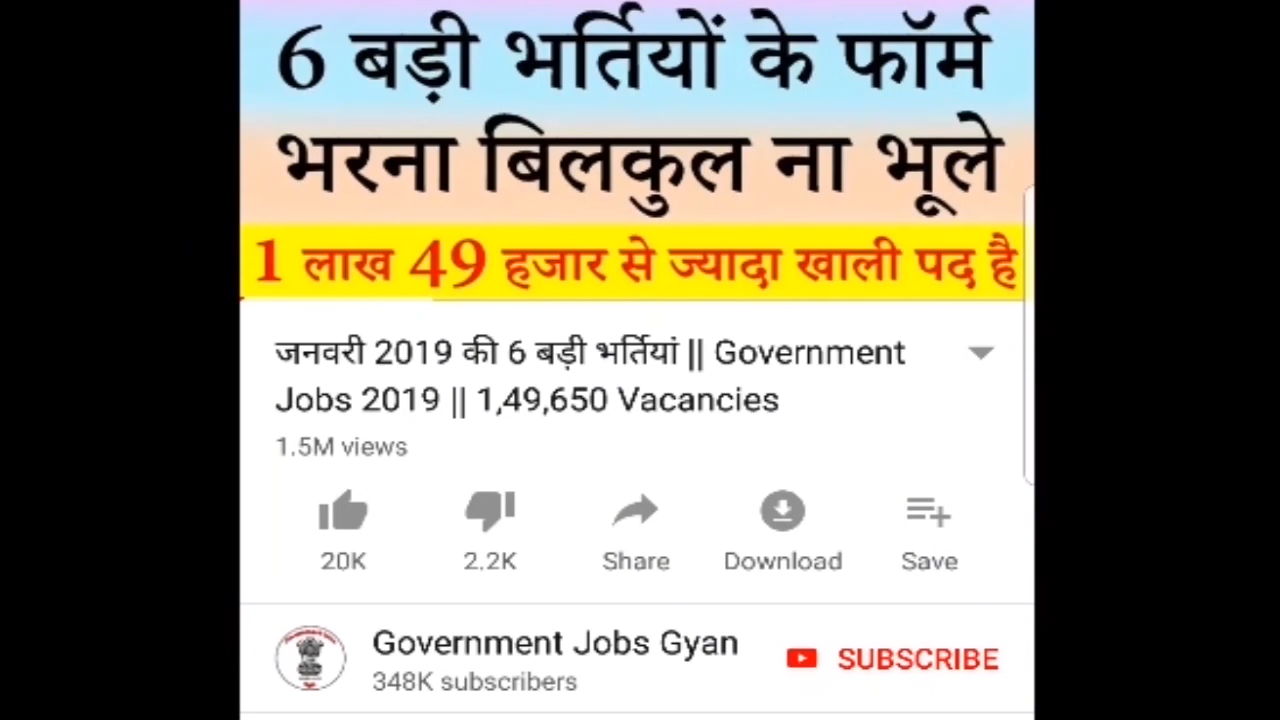 6 बड़ी भर्तियों के फॉर्म
भरना बिलकुल ना भूले
1 लाख 49 हजार से ज्यादा खाली पद है
जनवरी 2019 की 6 बड़ी भर्तियां || Government
Jobs 2019 || 1,49,650 Vacancies
1.5M views
20K 2.2K Share Download Save
Government Jobs Gyan
348K subscribers
SUBSCRIBE